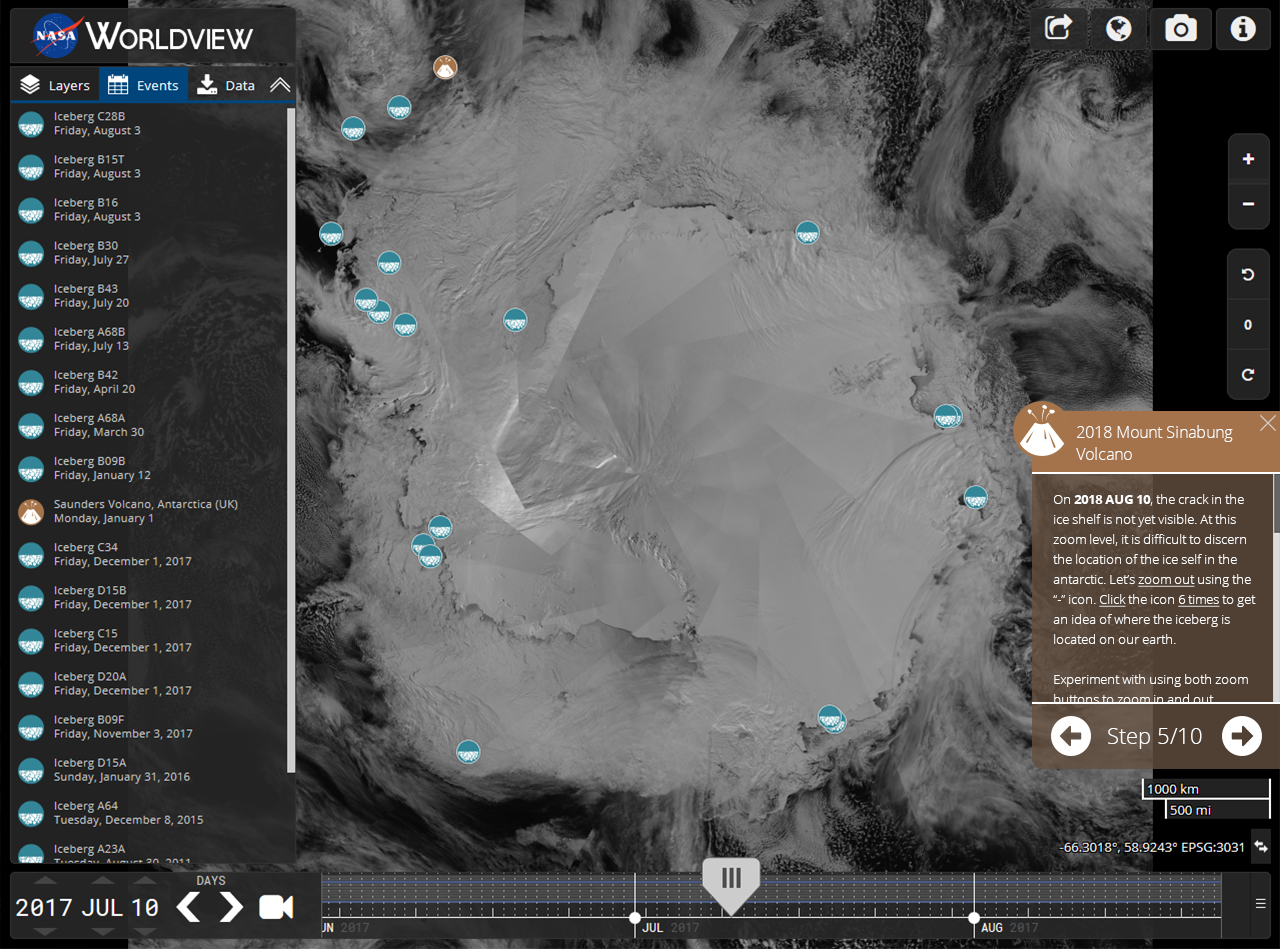 NASA WORLDVIEW
Layers
Events
Data
Iceberg C28B
Friday, August 3
Iceberg B15T
Friday, August 3
Iceberg B16
Friday, August 3
Iceberg B30
Friday, July 27
Iceberg B43
Friday, July 20
Iceberg A68B
Friday, July 13
Iceberg B42
Friday, April 20
Iceberg A68A
Friday, March 30
Iceberg B09B
Friday, January 12
Saunders Volcano, Antarctica (UK)
Monday, January 1
Iceberg C34
Friday, December 1, 2017
Iceberg D15B
Friday, December 1, 2017
Iceberg C15
Friday, December 1, 2017
Iceberg D20A
Friday, December 1, 2017
Iceberg B09F
Friday, November 3, 2017
Iceberg D15A
Sunday, January 31, 2016
Iceberg A64
Tuesday, December 8, 2015
Iceberg A23A
Tuesday, August 30, 2011
+
−
0
2018 Mount Sinabung
Volcano
On 2018 AUG 10, the crack in the
ice shelf is not yet visible. At this
zoom level, it is difficult to discern
the location of the ice self in the
antarctic. Let's zoom out using the
“-” icon. Click the icon 6 times to get
an idea of where the iceberg is
located on our earth.
Experiment with using both zoom
buttons to zoom in and out
Step 5/10
1000 km
500 mi
-66.3018°, 58.9243° EPSG:3031
DAYS
2017 JUL 10
UN 2017
JUL 2017
AUG 2017